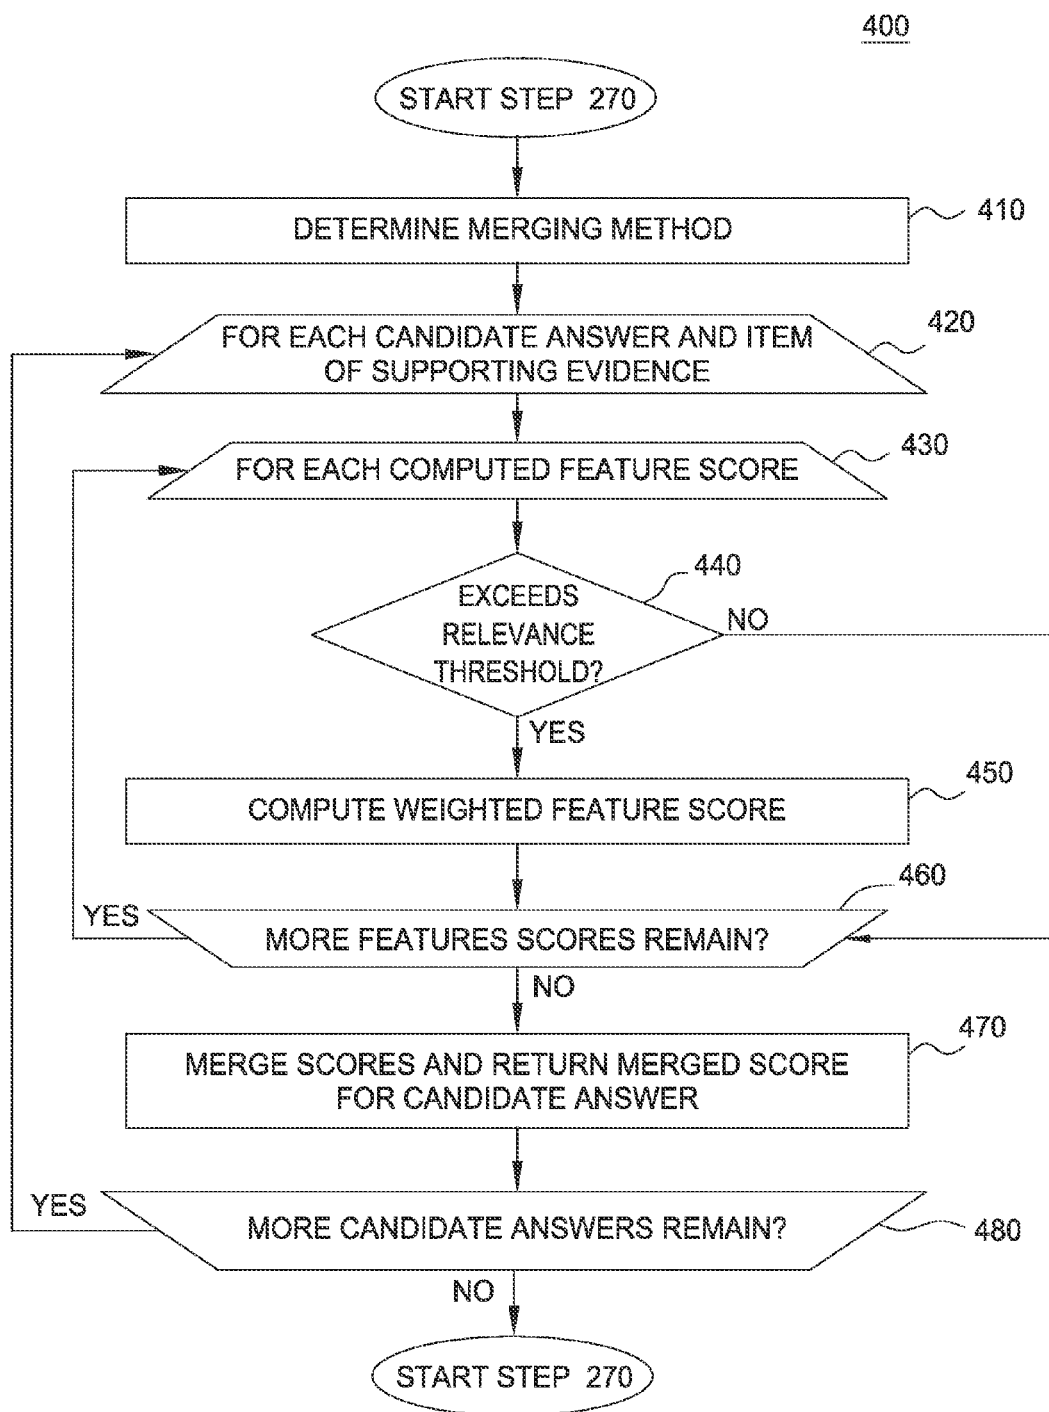 400
START STEP 270
DETERMINE MERGING METHOD
410
FOR EACH CANDIDATE ANSWER AND ITEM
OF SUPPORTING EVIDENCE
420
FOR EACH COMPUTED FEATURE SCORE
430
EXCEEDS
RELEVANCE
THRESHOLD?
440
NO
YES
COMPUTE WEIGHTED FEATURE SCORE
450
460
YES
MORE FEATURES SCORES REMAIN?
NO
MERGE SCORES AND RETURN MERGED SCORE
FOR CANDIDATE ANSWER
470
YES
MORE CANDIDATE ANSWERS REMAIN?
480
NO
START STEP 270